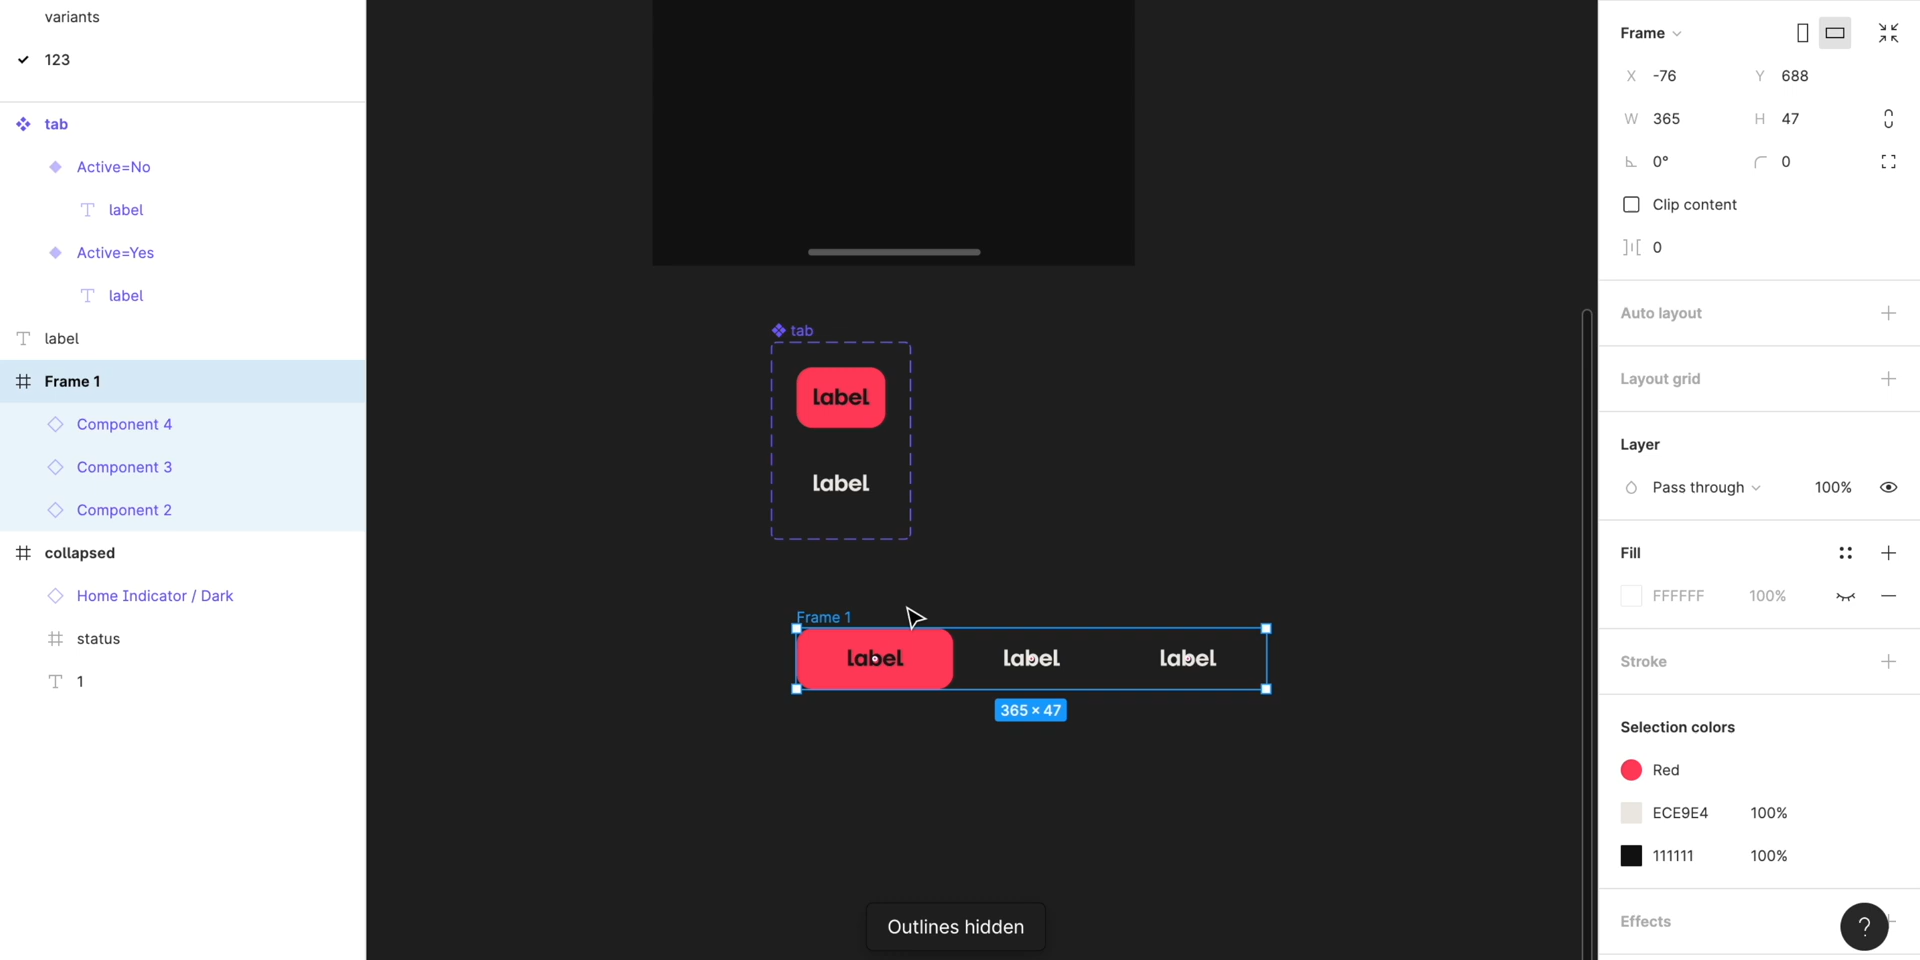 variants
123
tab
Active=No
label
Active=Yes
label
label
Frame 1
Component 4
Component 3
Component 2
collapsed
Home Indicator / Dark
status
1
tab
label
label
Frame 1
label
label
label
365 × 47
Outlines hidden
Frame
X -76 Y 688
W 365 H 47
0° 0
Clip content
0
Auto layout
Layout grid
Layer
Pass through 100%
Fill
FFFFFF 100%
Stroke
Selection colors
Red
ECE9E4 100%
111111 100%
Effects
?